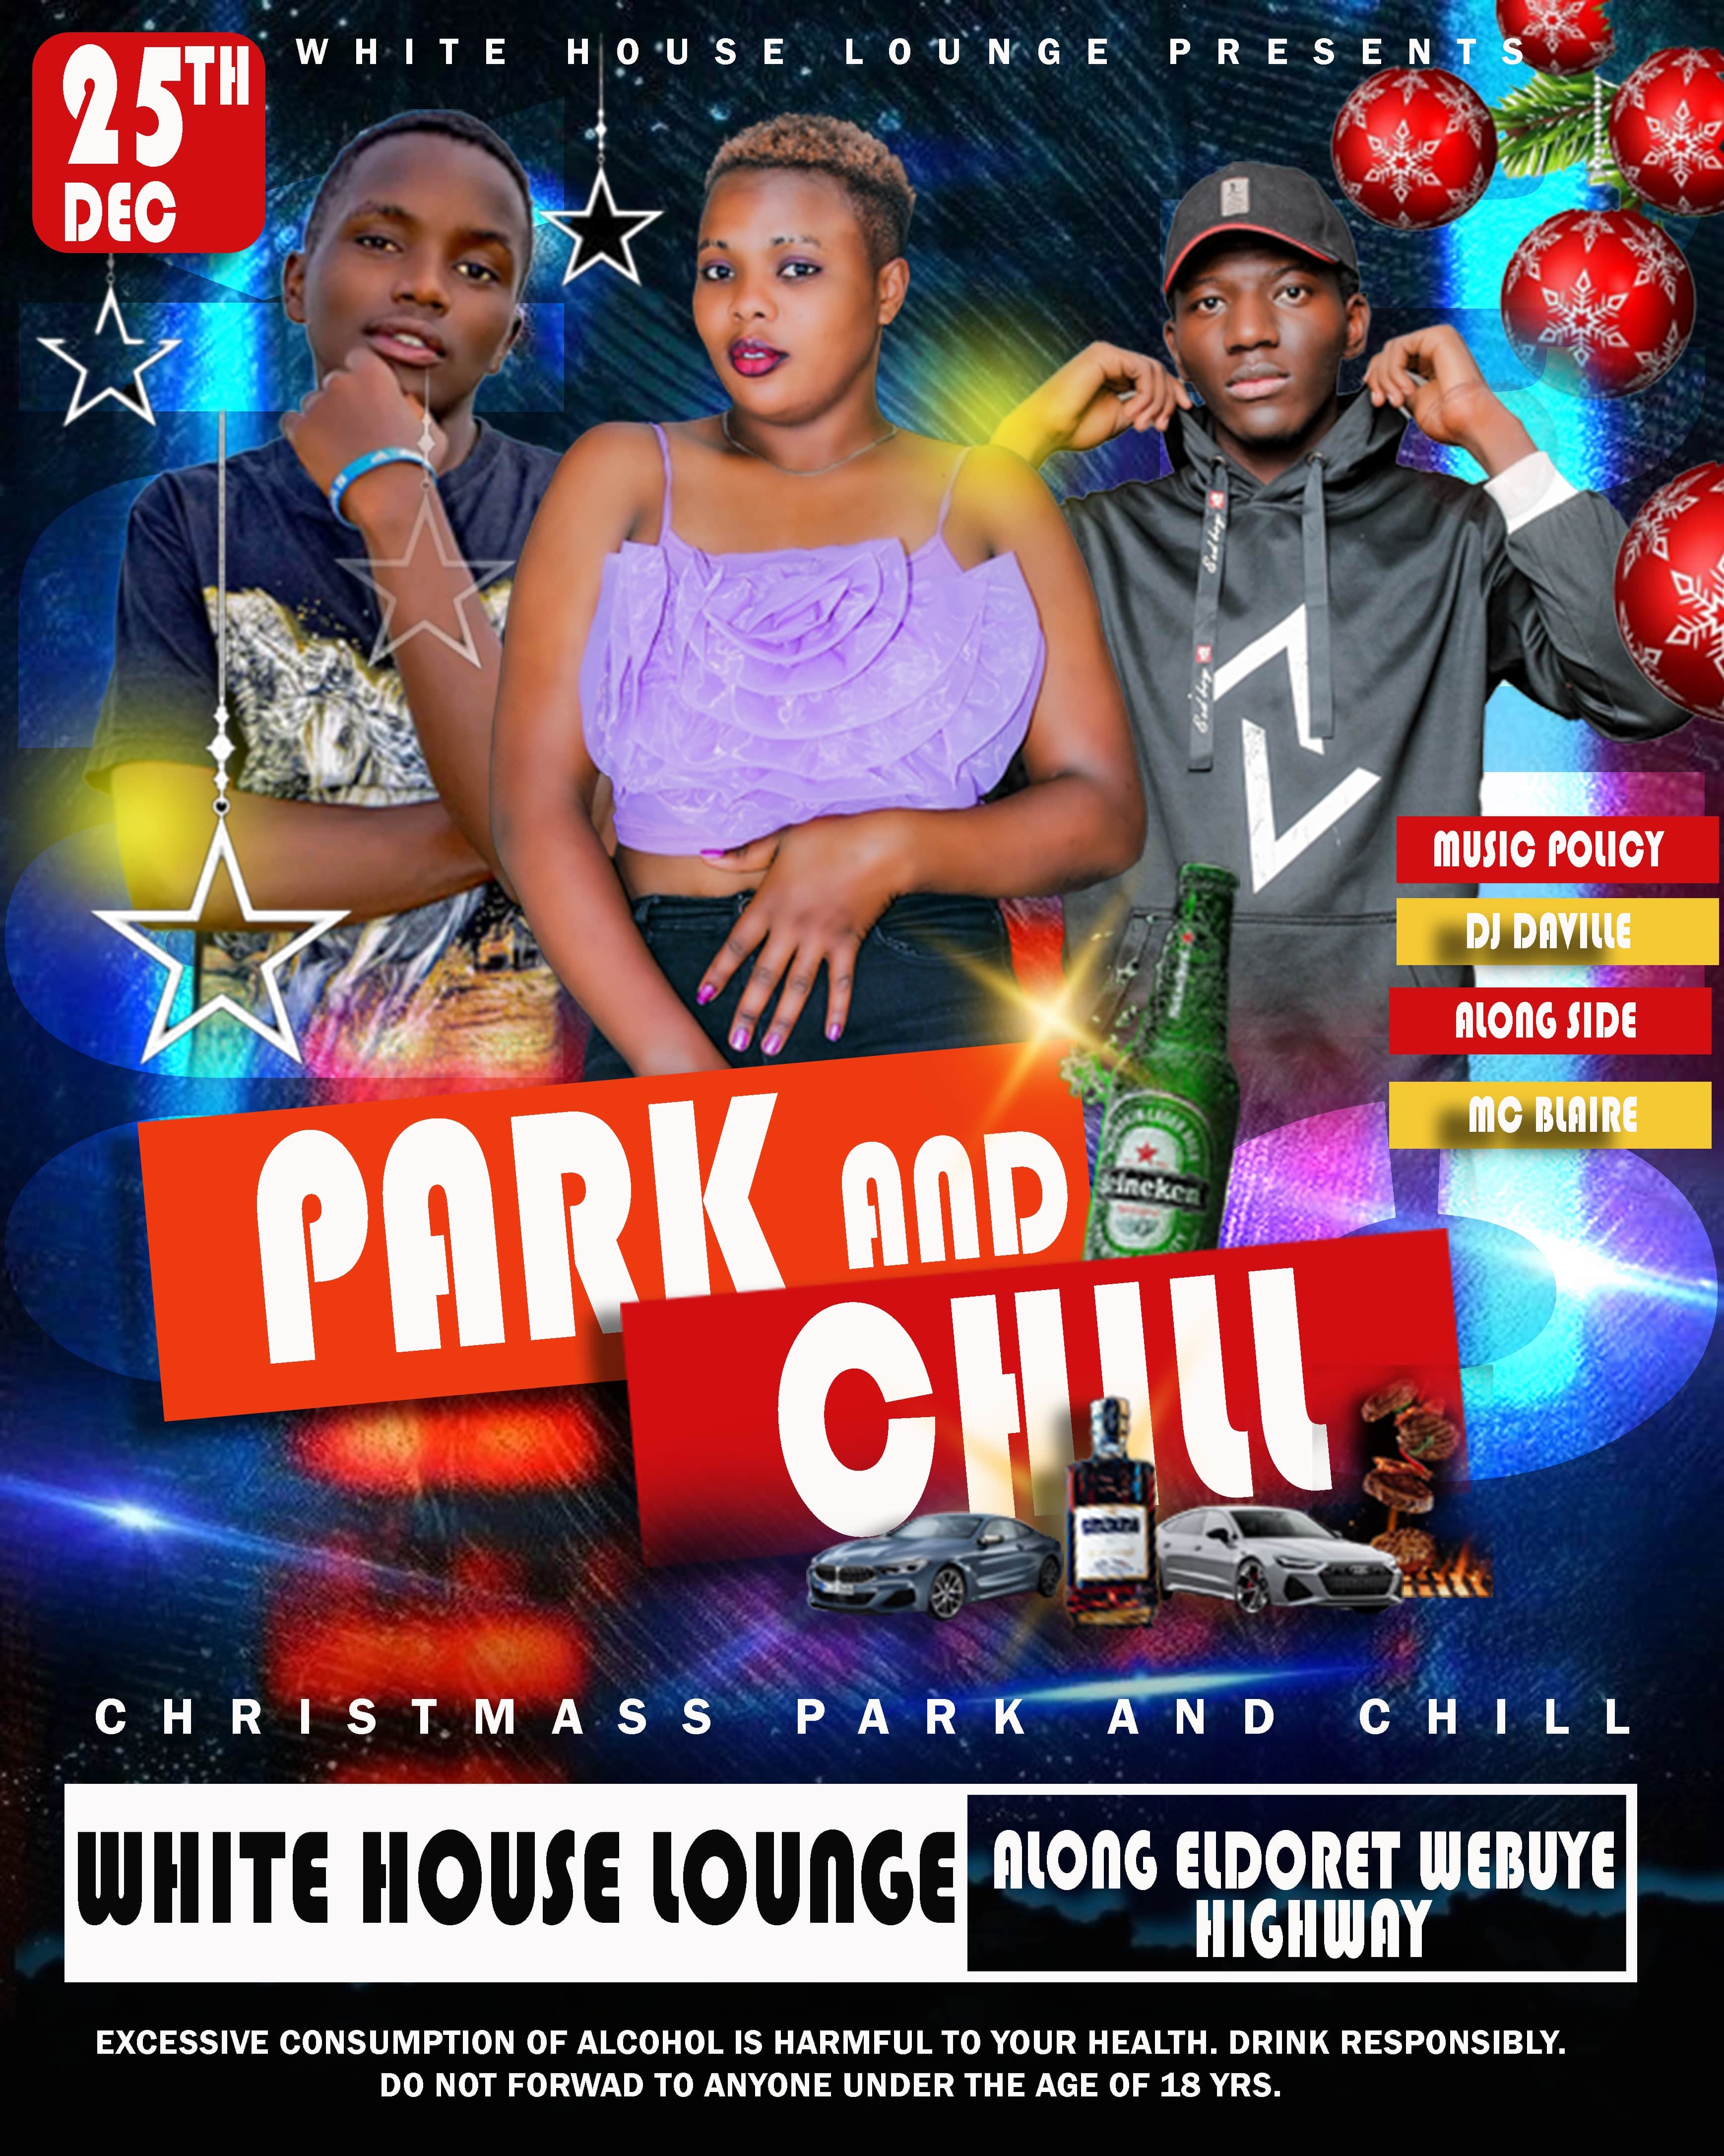 25TH
DEC
WHITE HOUSE LOUNGE PRESENTS
MUSIC POLICY
DJ DAVILLE
ALONG SIDE
MC BLAIRE
PARK AND
CHILL
Heineken
CHRISTMASS PARK AND CHILL
WHITE HOUSE LOUNGE
ALONG ELDORET WEBUYE
HIGHWAY
EXCESSIVE CONSUMPTION OF ALCOHOL IS HARMFUL TO YOUR HEALTH. DRINK RESPONSIBLY.
DO NOT FORWAD TO ANYONE UNDER THE AGE OF 18 YRS.